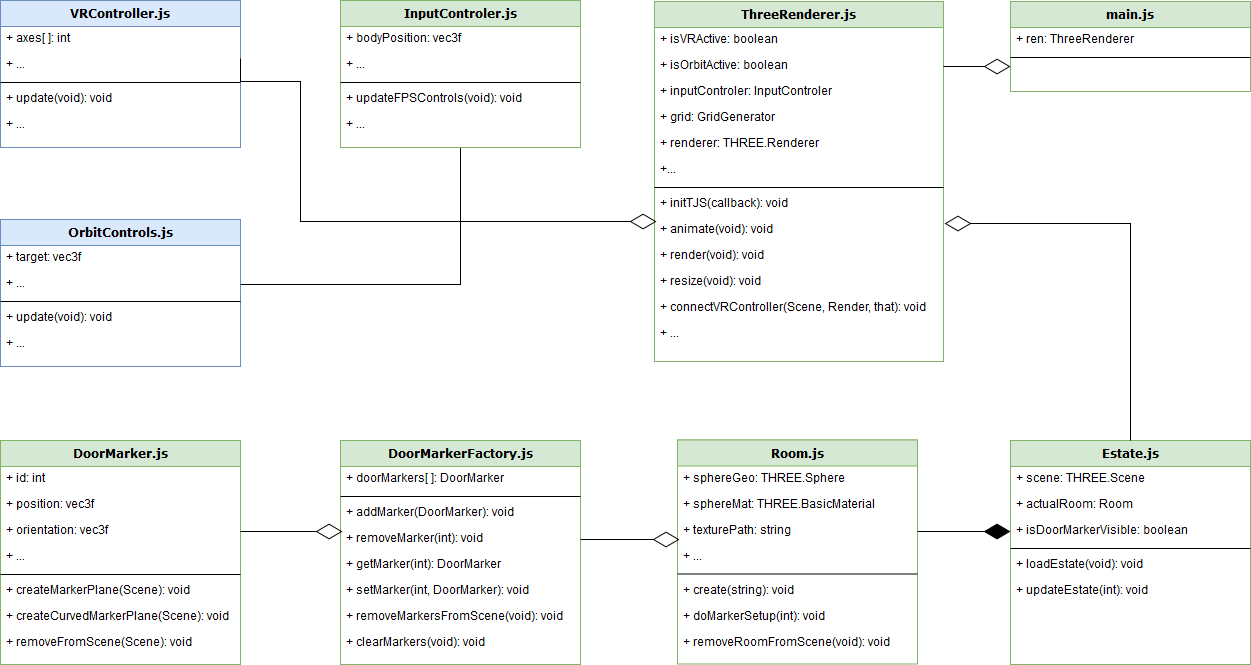 VRController.js
+ axes[ ]: int
+ ...
+ update(void): void
+ ...
InputControler.js
+ bodyPosition: vec3f
+ ...
+ updateFPSControls(void): void
+ ...
ThreeRenderer.js
+ isVRActive: boolean
+ isOrbitActive: boolean
+ inputControler: InputControler
+ grid: GridGenerator
+ renderer: THREE.Renderer
+...
+ initTJS(callback): void
+ animate(void): void
+ render(void): void
+ resize(void): void
+ connectVRController(Scene, Render, that): void
+ ...
main.js
+ ren: ThreeRenderer
OrbitControls.js
+ target: vec3f
+ ...
+ update(void): void
+ ...
DoorMarker.js
+ id: int
+ position: vec3f
+ orientation: vec3f
+ ...
+ createMarkerPlane(Scene): void
+ createCurvedMarkerPlane(Scene): void
+ removeFromScene(Scene): void
DoorMarkerFactory.js
+ doorMarkers[ ]: DoorMarker
+ addMarker(DoorMarker): void
+ removeMarker(int): void
+ getMarker(int): DoorMarker
+ setMarker(int, DoorMarker): void
+ removeMarkersFromScene(void): void
+ clearMarkers(void): void
Room.js
+ sphereGeo: THREE.Sphere
+ sphereMat: THREE.BasicMaterial
+ texturePath: string
+ ...
+ create(string): void
+ doMarkerSetup(int): void
+ removeRoomFromScene(void): void
Estate.js
+ scene: THREE.Scene
+ actualRoom: Room
+ isDoorMarkerVisible: boolean
+ loadEstate(void): void
+ updateEstate(int): void